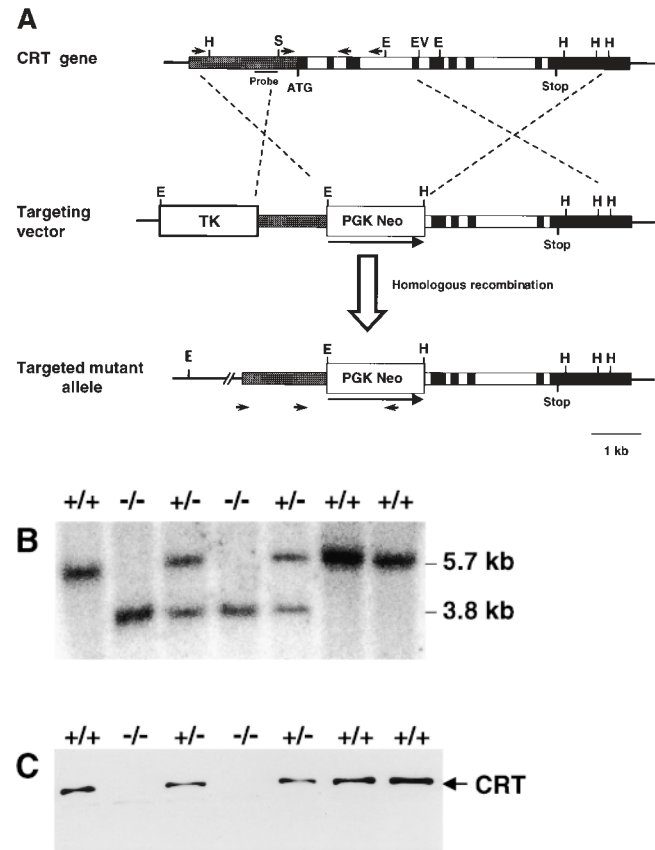 A
H S E EV E H H H
CRT gene
Probe ATG Stop
E E H H H H
Targeting vector TK PGK Neo
Stop
Homologous recombination
E E H H H H
Targeted mutant allele PGK Neo
Stop
1 kb
+/+ -/- +/- -/- +/- +/+ +/+
B
5.7 kb
3.8 kb
+/+ -/- +/- -/- +/- +/+ +/+
C
CRT